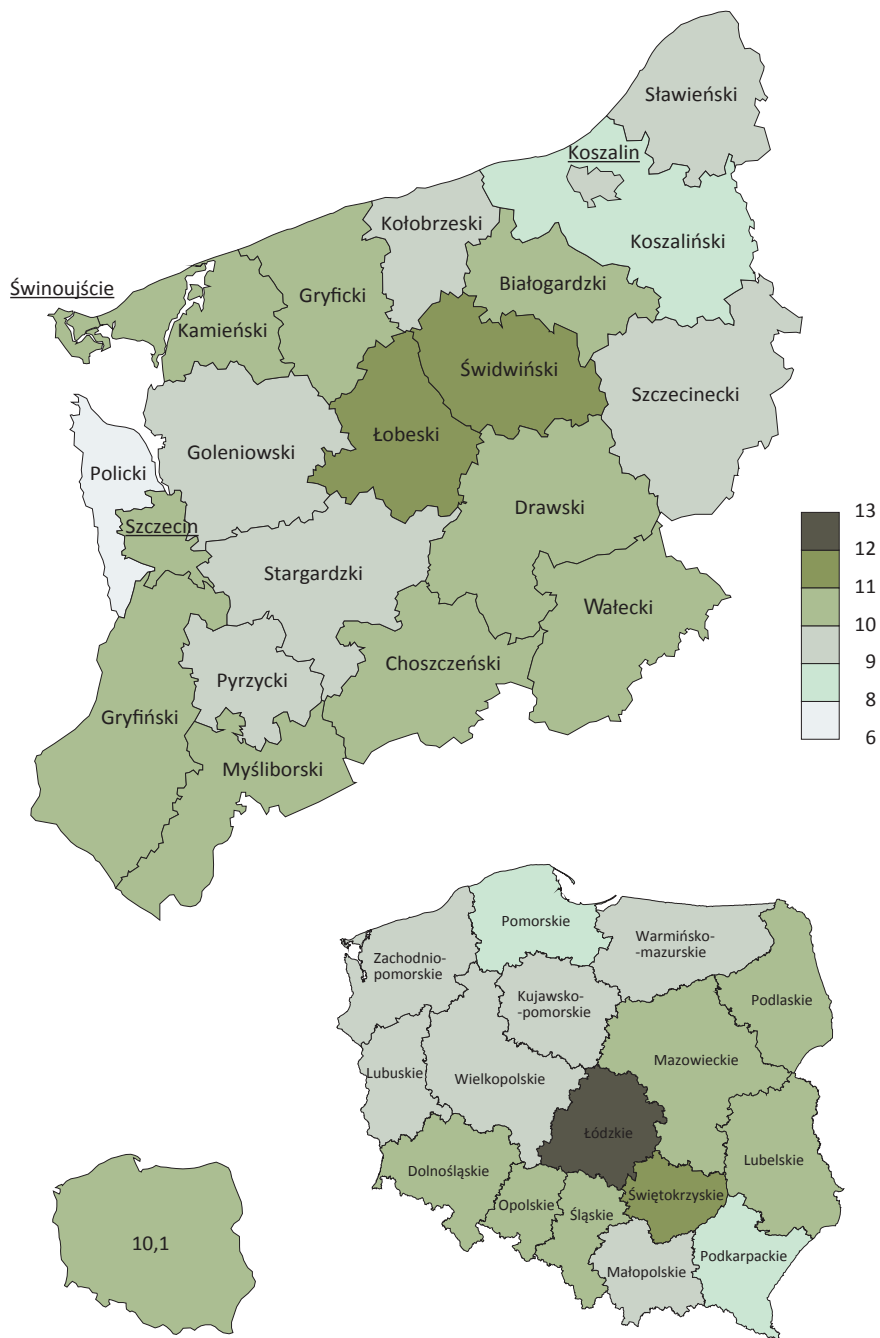 Sławieński
Koszalin
Kołobrzeski
Koszaliński
Białogardzki
Świnoujście
Gryficki
Kamieński
Świdwiński
Szczecinecki
Łobeski
Goleniowski
Policki
Drawski
Szczecin
Stargardzki
Wałecki
Choszczeński
Pyrzycki
Gryfiński
Myśliborski
13
12
11
10
9
8
6
Pomorskie
Warmińsko-
-mazurskie
Zachodnio-
pomorskie
Kujawsko-
-pomorskie
Podlaskie
Mazowieckie
Lubuskie
Wielkopolskie
Łódzkie
Lubelskie
Dolnośląskie
Opolskie
Śląskie
Świętokrzyskie
Małopolskie
Podkarpackie
10,1